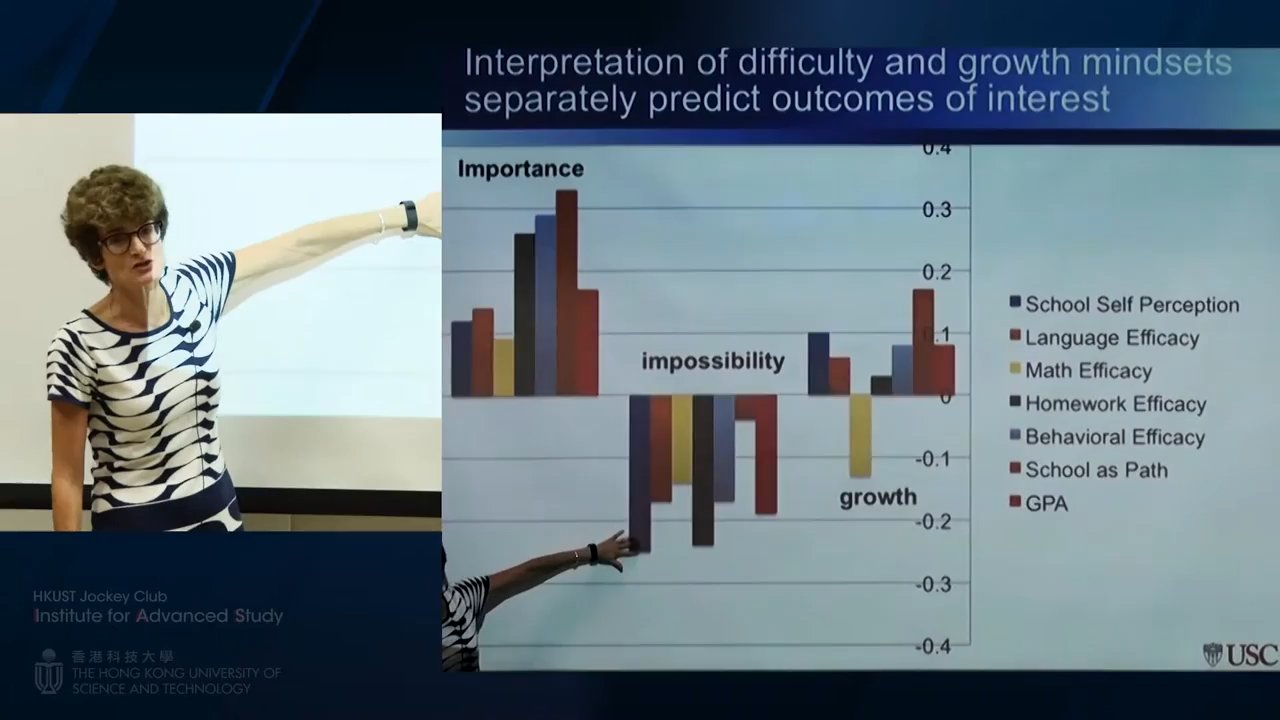 Interpretation of difficulty and growth mindsets
separately predict outcomes of interest
Importance
impossibility
growth
0.4
0.3
0.2
0.1
0
-0.1
-0.2
-0.3
-0.4
School Self Perception
Language Efficacy
Math Efficacy
Homework Efficacy
Behavioral Efficacy
School as Path
GPA
USC
HKUST Jockey Club
Institute for Advanced Study
香港科技大學
THE HONG KONG UNIVERSITY OF
SCIENCE AND TECHNOLOGY